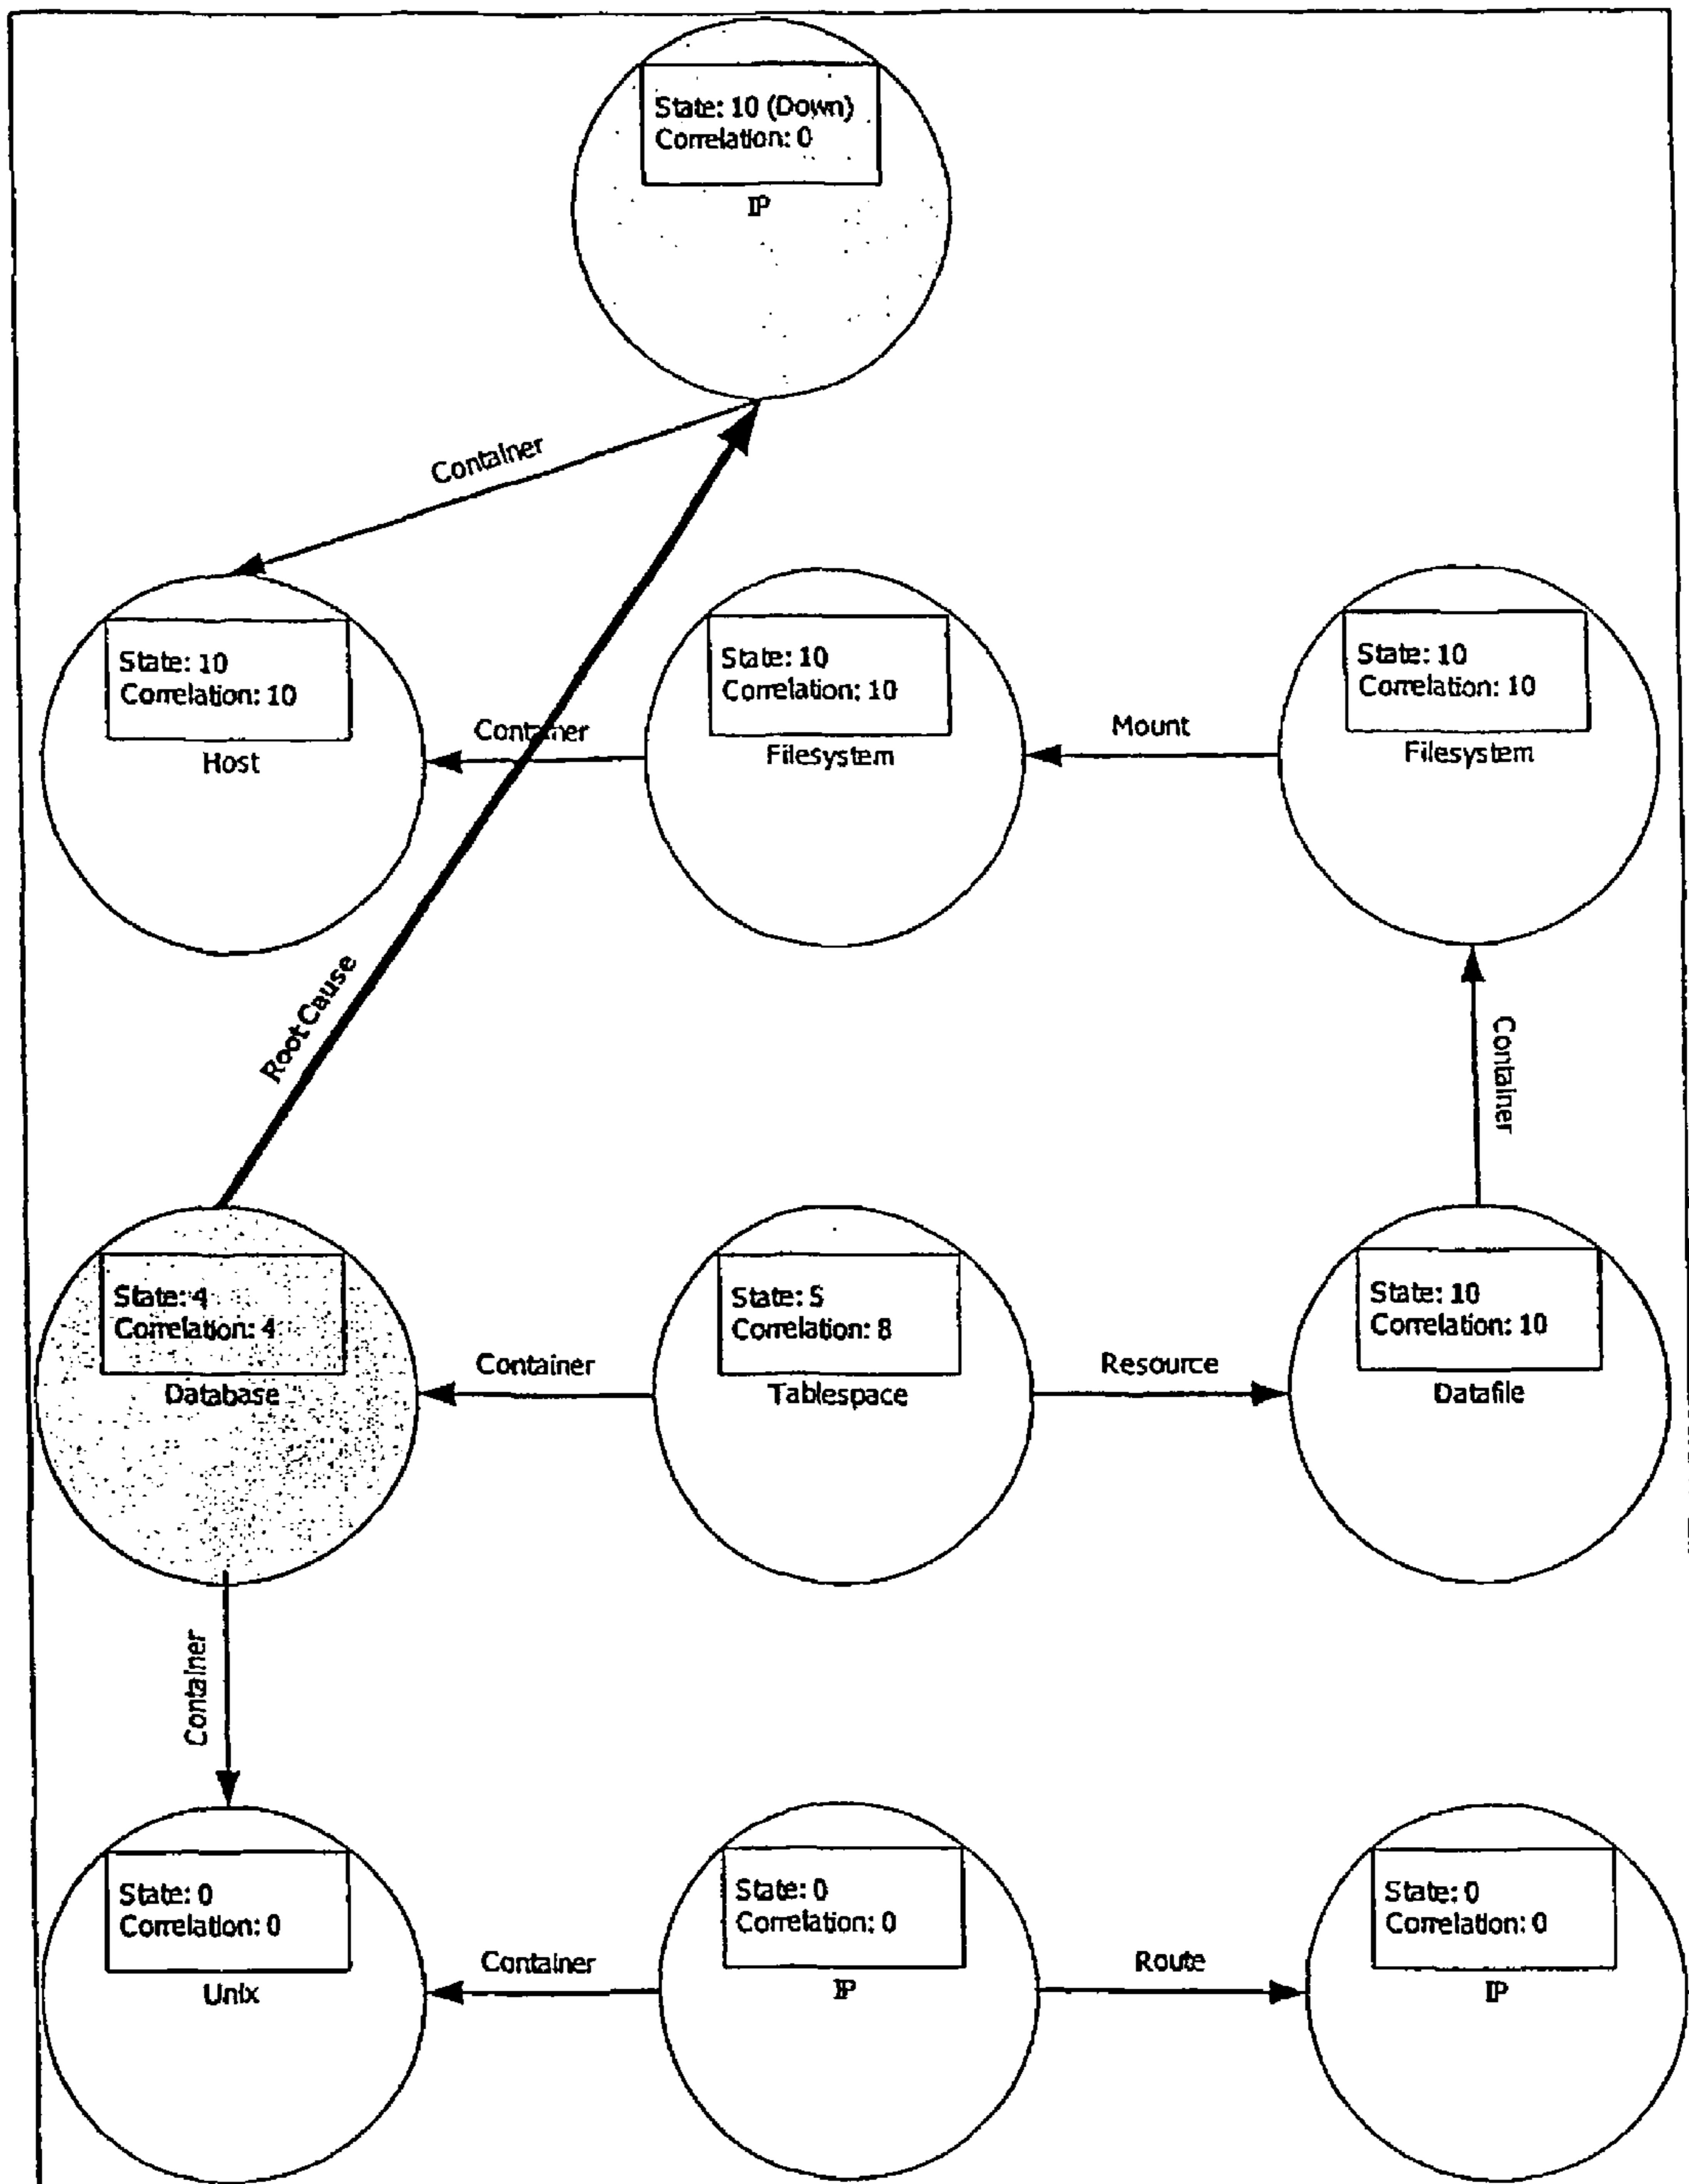 State: 10 (Down)
Correlation: 0
IP
Container
State: 10
Correlation: 10
Host
Container
State: 10
Correlation: 10
Filesystem
Mount
State: 10
Correlation: 10
Filesystem
Root Cause
Container
State: 4
Correlation: 4
Database
Container
State: 5
Correlation: 8
Tablespace
Resource
State: 10
Correlation: 10
Datafile
Container
State: 0
Correlation: 0
Unix
Container
State: 0
Correlation: 0
IP
Route
State: 0
Correlation: 0
IP